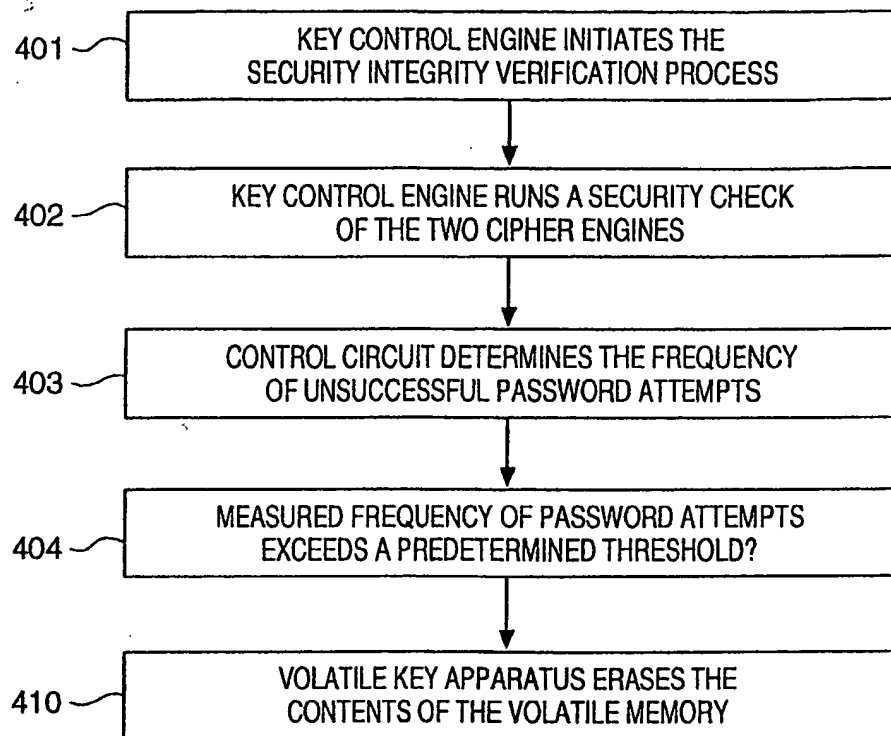 401
KEY CONTROL ENGINE INITIATES THE
SECURITY INTEGRITY VERIFICATION PROCESS
402
KEY CONTROL ENGINE RUNS A SECURITY CHECK
OF THE TWO CIPHER ENGINES
403
CONTROL CIRCUIT DETERMINES THE FREQUENCY
OF UNSUCCESSFUL PASSWORD ATTEMPTS
404
MEASURED FREQUENCY OF PASSWORD ATTEMPTS
EXCEEDS A PREDETERMINED THRESHOLD?
410
VOLATILE KEY APPARATUS ERASES THE
CONTENTS OF THE VOLATILE MEMORY